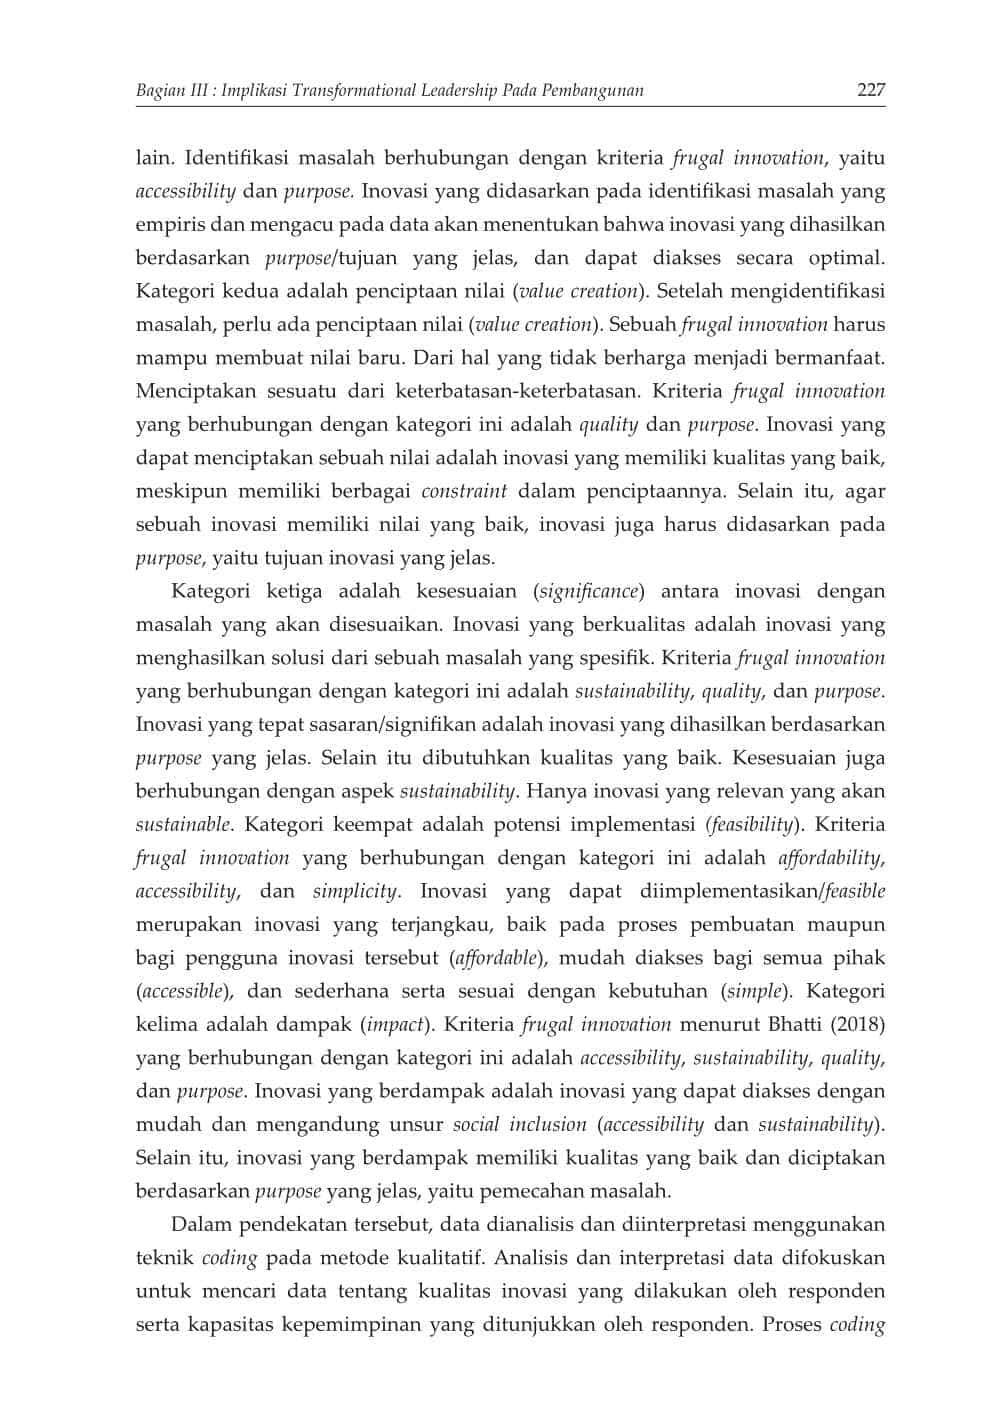 Bagian III : Implikasi Transformational Leadership Pada Pembangunan 227
lain. Identifikasi masalah berhubungan dengan kriteria frugal innovation, yaitu
accessibility dan purpose. Inovasi yang didasarkan pada identifikasi masalah yang
empiris dan mengacu pada data akan menentukan bahwa inovasi yang dihasilkan
berdasarkan purpose/tujuan yang jelas, dan dapat diakses secara optimal.
Kategori kedua adalah penciptaan nilai (value creation). Setelah mengidentifikasi
masalah, perlu ada penciptaan nilai (value creation). Sebuah frugal innovation harus
mampu membuat nilai baru. Dari hal yang tidak berharga menjadi bermanfaat.
Menciptakan sesuatu dari keterbatasan-keterbatasan. Kriteria frugal innovation
yang berhubungan dengan kategori ini adalah quality dan purpose. Inovasi yang
dapat menciptakan sebuah nilai adalah inovasi yang memiliki kualitas yang baik,
meskipun memiliki berbagai constraint dalam penciptaannya. Selain itu, agar
sebuah inovasi memiliki nilai yang baik, inovasi juga harus didasarkan pada
purpose, yaitu tujuan inovasi yang jelas.
Kategori ketiga adalah kesesuaian (significance) antara inovasi dengan
masalah yang akan disesuaikan. Inovasi yang berkualitas adalah inovasi yang
menghasilkan solusi dari sebuah masalah yang spesifik. Kriteria frugal innovation
yang berhubungan dengan kategori ini adalah sustainability, quality, dan purpose.
Inovasi yang tepat sasaran/signifikan adalah inovasi yang dihasilkan berdasarkan
purpose yang jelas. Selain itu dibutuhkan kualitas yang baik. Kesesuaian juga
berhubungan dengan aspek sustainability. Hanya inovasi yang relevan yang akan
sustainable. Kategori keempat adalah potensi implementasi (feasibility). Kriteria
frugal innovation yang berhubungan dengan kategori ini adalah affordability,
accessibility, dan simplicity. Inovasi yang dapat diimplementasikan/feasible
merupakan inovasi yang terjangkau, baik pada proses pembuatan maupun
bagi pengguna inovasi tersebut (affordable), mudah diakses bagi semua pihak
(accessible), dan sederhana serta sesuai dengan kebutuhan (simple). Kategori
kelima adalah dampak (impact). Kriteria frugal innovation menurut Bhatti (2018)
yang berhubungan dengan kategori ini adalah accessibility, sustainability, quality,
dan purpose. Inovasi yang berdampak adalah inovasi yang dapat diakses dengan
mudah dan mengandung unsur social inclusion (accessibility dan sustainability).
Selain itu, inovasi yang berdampak memiliki kualitas yang baik dan diciptakan
berdasarkan purpose yang jelas, yaitu pemecahan masalah.
Dalam pendekatan tersebut, data dianalisis dan diinterpretasi menggunakan
teknik coding pada metode kualitatif. Analisis dan interpretasi data difokuskan
untuk mencari data tentang kualitas inovasi yang dilakukan oleh responden
serta kapasitas kepemimpinan yang ditunjukkan oleh responden. Proses coding